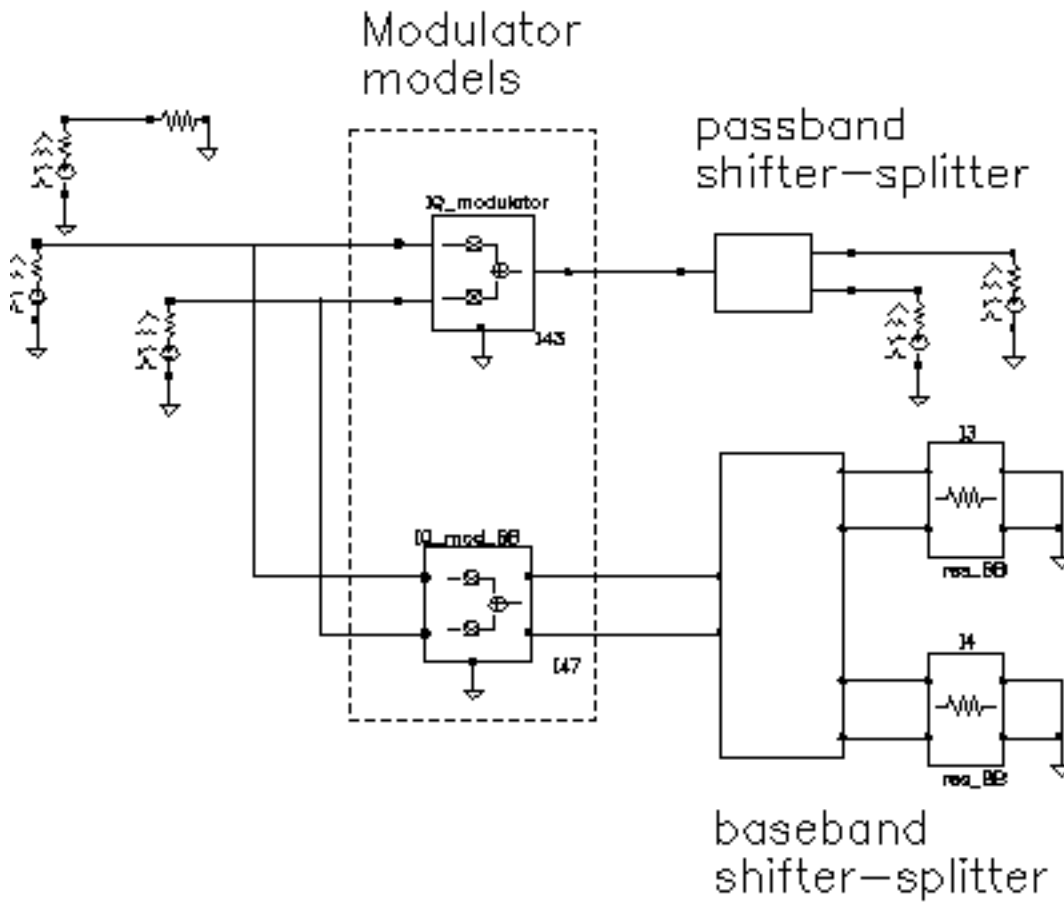 Modulator
models
passband
shifter-splitter
IQ_modulator
I43
I3
res_BB
IQ_mod_BB
I47
I4
res_BB
baseband
shifter-splitter